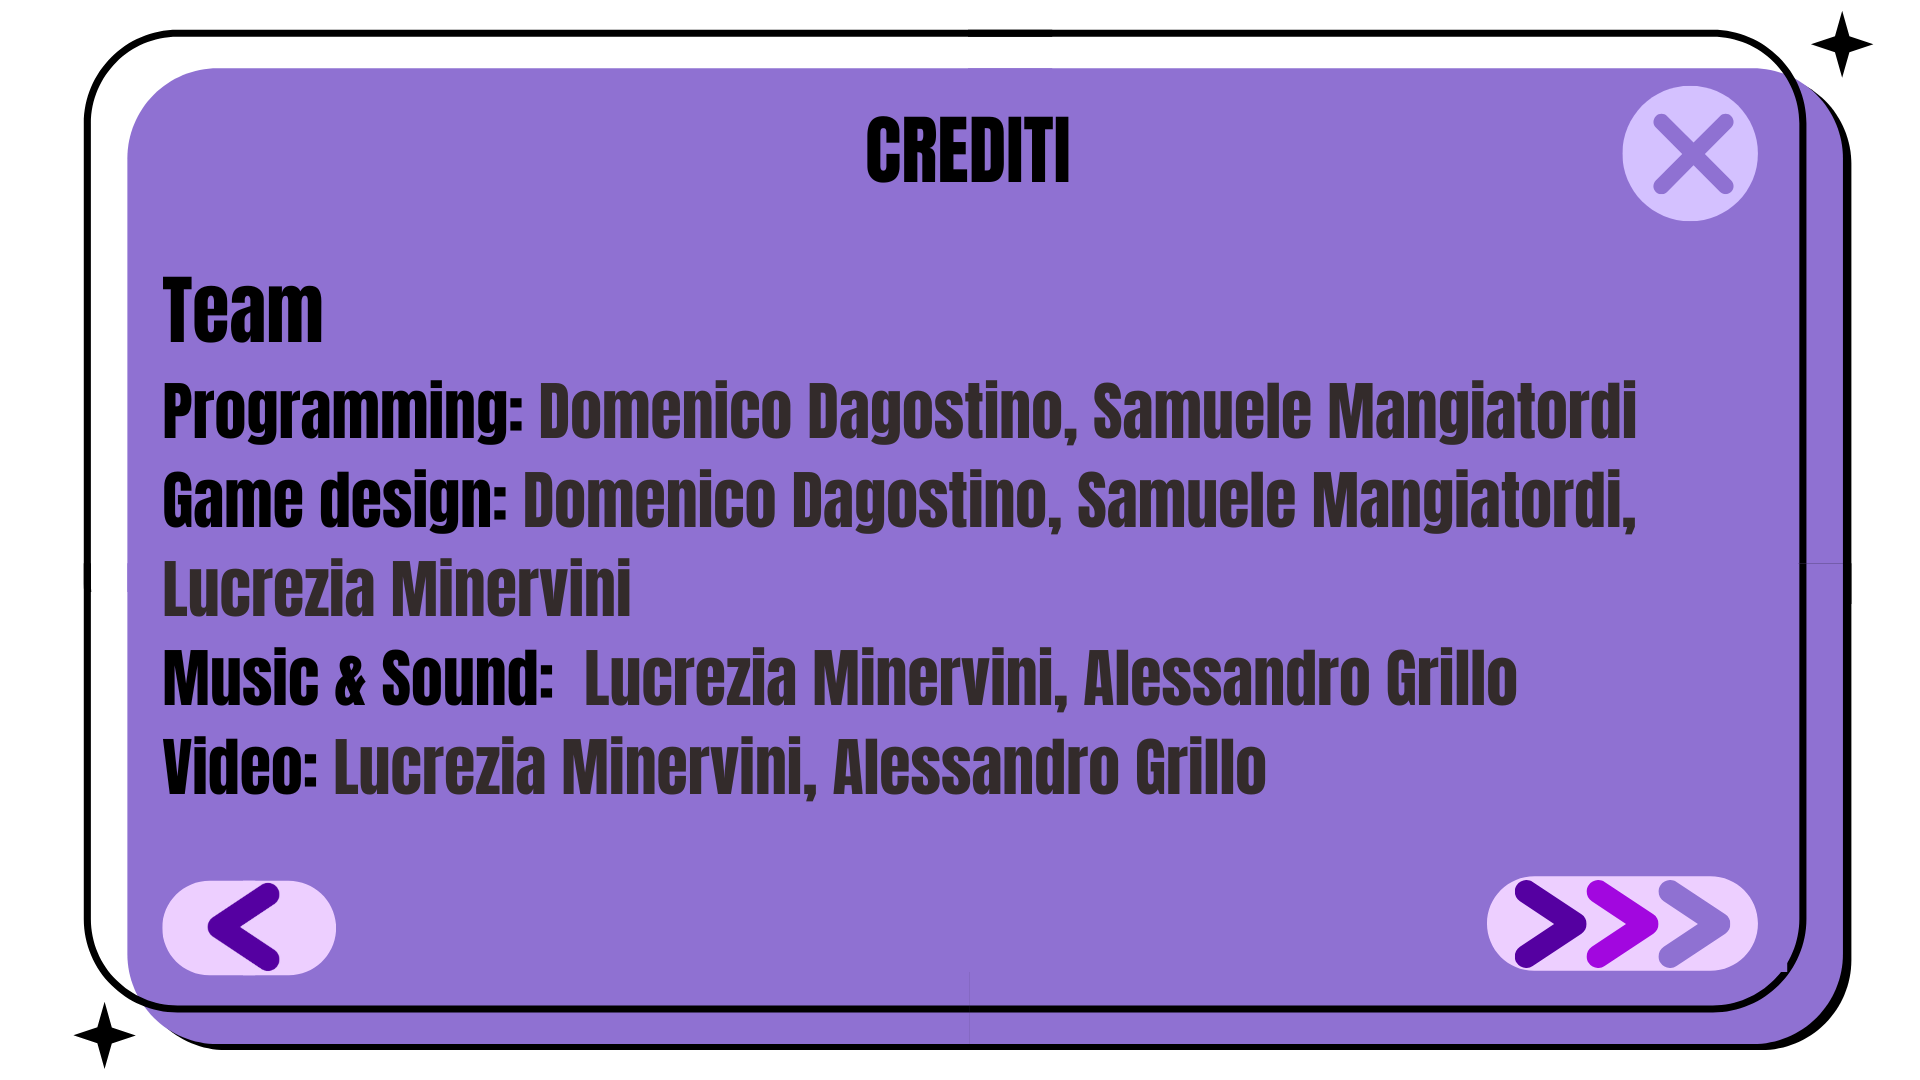 CREDITI
Team
Programming: Domenico Dagostino, Samuele Mangiatordi
Game design: Domenico Dagostino, Samuele Mangiatordi,
Lucrezia Minervini
Music & Sound:  Lucrezia Minervini, Alessandro Grillo
Video: Lucrezia Minervini, Alessandro Grillo